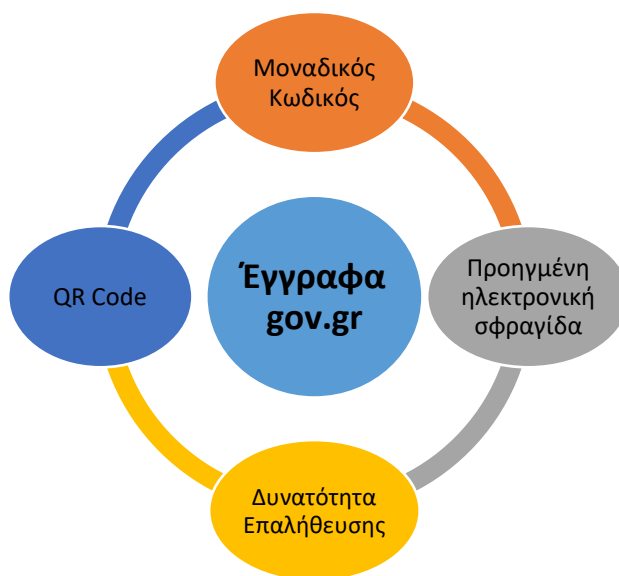 Μοναδικός
Κωδικός
QR Code
Έγγραφα
gov.gr
Προηγμένη
ηλεκτρονική
σφραγίδα
Δυνατότητα
Επαλήθευσης